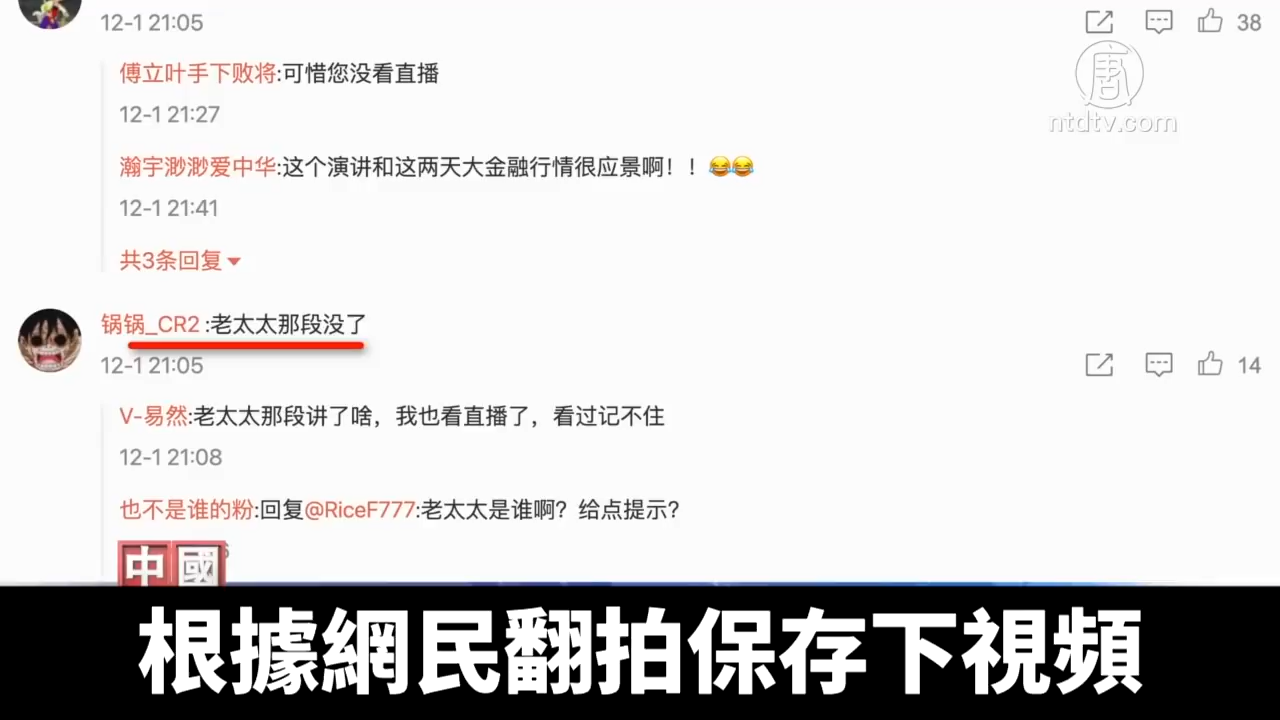 12-1 21:05
38
唐
ntdtv.com
傅立叶手下败将:可惜您没看直播
12-1 21:27
瀚宇渺渺爱中华:这个演讲和这两天大金融行情很应景啊！！😂😂
12-1 21:41
共3条回复
锅锅_CR2:老太太那段没了
12-1 21:05
14
V-易然:老太太那段讲了啥，我也看直播了，看过记不住
12-1 21:08
也不是谁的粉:回复@RiceF777:老太太是谁啊？给点提示？
中國
根據網民翻拍保存下視頻